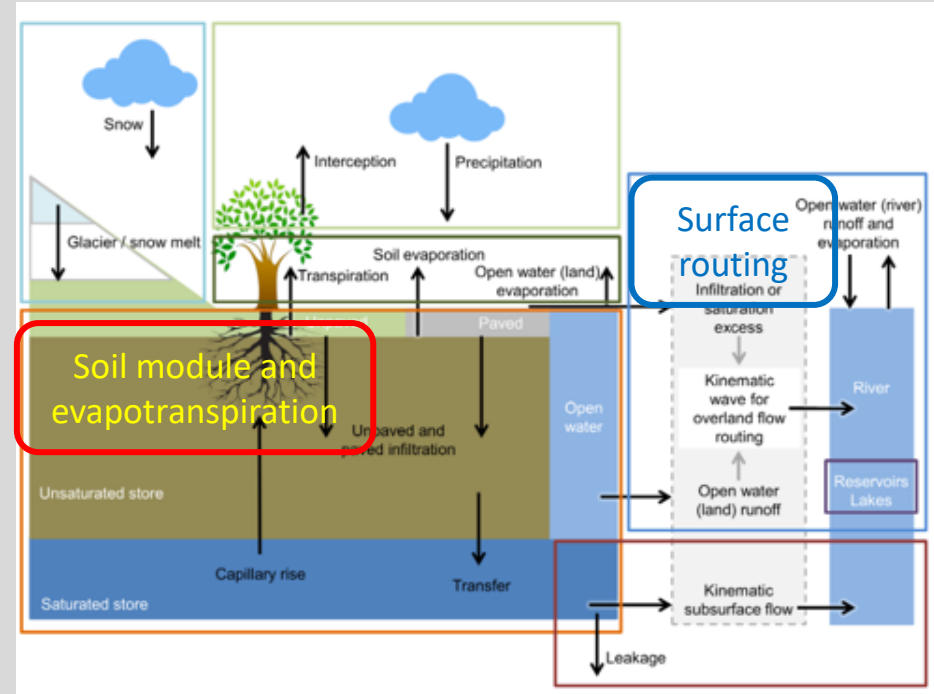 Snow
Glacier / snow melt
Interception
Precipitation
Transpiration
Soil evaporation
Open water (land)
evaporation
Surface
routing
Open water (river)
runoff and
evaporation
Infiltration or
saturation
excess
Unpaved
Paved
Soil module and
evapotranspiration
Unpaved and
paved infiltration
Open
water
Kinematic
wave for
overland flow
routing
River
Unsaturated store
Open water
(land) runoff
Reservoirs
Lakes
Capillary rise
Transfer
Saturated store
Kinematic
subsurface flow
Leakage